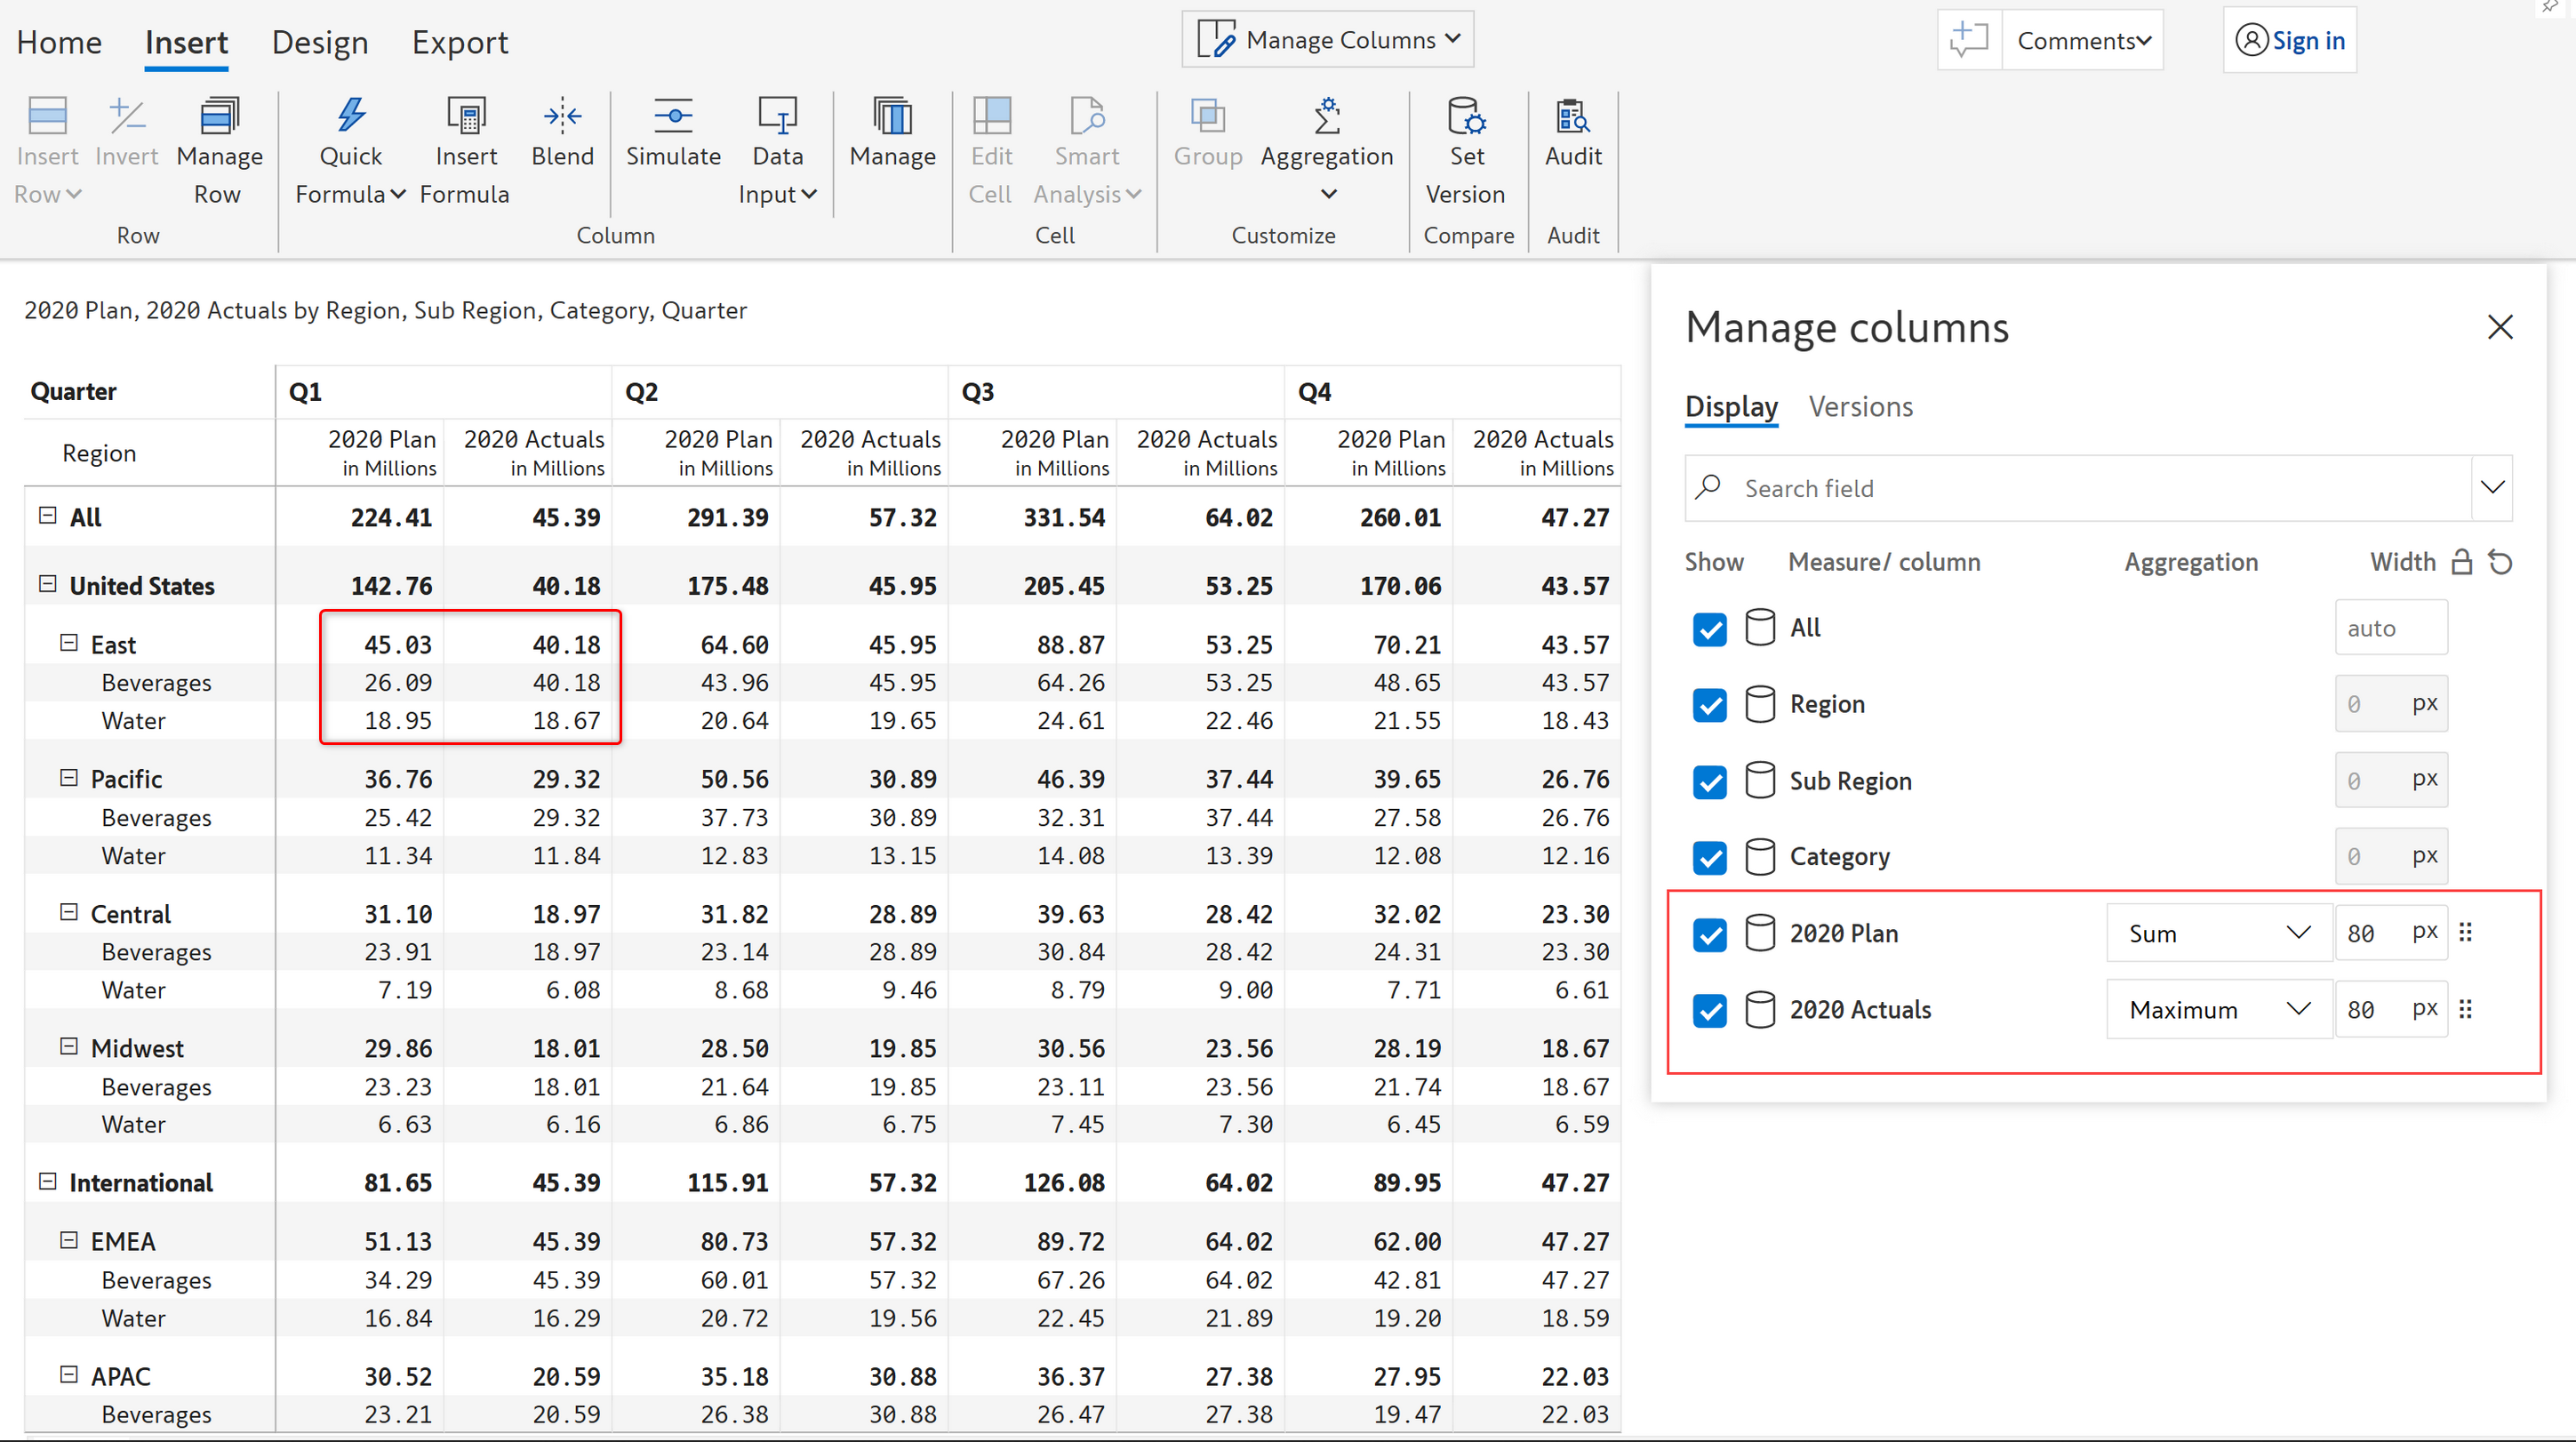 Home Insert Design Export Manage Columns Comments Sign in
Insert Row Invert Manage Row Quick Formula Insert Formula Blend Simulate Data Input Manage Edit Cell Smart Analysis Group Aggregation Set Version Audit
Row Column Cell Customize Compare Audit
2020 Plan, 2020 Actuals by Region, Sub Region, Category, Quarter
Quarter Q1 Q2 Q3 Q4
Region 2020 Plan in Millions 2020 Actuals in Millions 2020 Plan in Millions 2020 Actuals in Millions 2020 Plan in Millions 2020 Actuals in Millions 2020 Plan in Millions 2020 Actuals in Millions
All 224.41 45.39 291.39 57.32 331.54 64.02 260.01 47.27
United States 142.76 40.18 175.48 45.95 205.45 53.25 170.06 43.57
East 45.03 40.18 64.60 45.95 88.87 53.25 70.21 43.57
Beverages 26.09 40.18 43.96 45.95 64.26 53.25 48.65 43.57
Water 18.95 18.67 20.64 19.65 24.61 22.46 21.55 18.43
Pacific 36.76 29.32 50.56 30.89 46.39 37.44 39.65 26.76
Beverages 25.42 29.32 37.73 30.89 32.31 37.44 27.58 26.76
Water 11.34 11.84 12.83 13.15 14.08 13.39 12.08 12.16
Central 31.10 18.97 31.82 28.89 39.63 28.42 32.02 23.30
Beverages 23.91 18.97 23.14 28.89 30.84 28.42 24.31 23.30
Water 7.19 6.08 8.68 9.46 8.79 9.00 7.71 6.61
Midwest 29.86 18.01 28.50 19.85 30.56 23.56 28.19 18.67
Beverages 23.23 18.01 21.64 19.85 23.11 23.56 21.74 18.67
Water 6.63 6.16 6.86 6.75 7.45 7.30 6.45 6.59
International 81.65 45.39 115.91 57.32 126.08 64.02 89.95 47.27
EMEA 51.13 45.39 80.73 57.32 89.72 64.02 62.00 47.27
Beverages 34.29 45.39 60.01 57.32 67.26 64.02 42.81 47.27
Water 16.84 16.29 20.72 19.56 22.45 21.89 19.20 18.59
APAC 30.52 20.59 35.18 30.88 36.37 27.38 27.95 22.03
Beverages 23.21 20.59 26.38 30.88 26.47 27.38 19.47 22.03
Manage columns
Display Versions
Search field
Show Measure/ column Aggregation Width
All auto
Region 0 px
Sub Region 0 px
Category 0 px
2020 Plan Sum 80 px
2020 Actuals Maximum 80 px